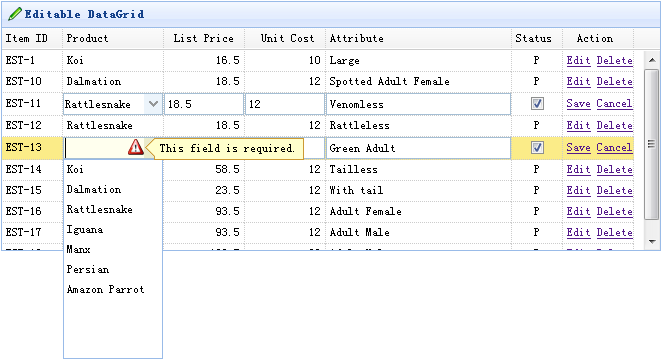 Editable DataGrid
Item ID Product List Price Unit Cost Attribute Status Action
EST-1 Koi 16.5 10 Large P Edit Delete
EST-10 Dalmation 18.5 12 Spotted Adult Female P Edit Delete
EST-11 Rattlesnake 18.5 12 Venomless Save Cancel
EST-12 Rattlesnake 18.5 12 Rattleless P Edit Delete
EST-13 This field is required. Green Adult Save Cancel
EST-14 Koi 58.5 12 Tailless P Edit Delete
EST-15 Dalmation 23.5 12 With tail P Edit Delete
EST-16 Rattlesnake 93.5 12 Adult Female P Edit Delete
EST-17 Iguana 93.5 12 Adult Male P Edit Delete
Manx
Persian
Amazon Parrot